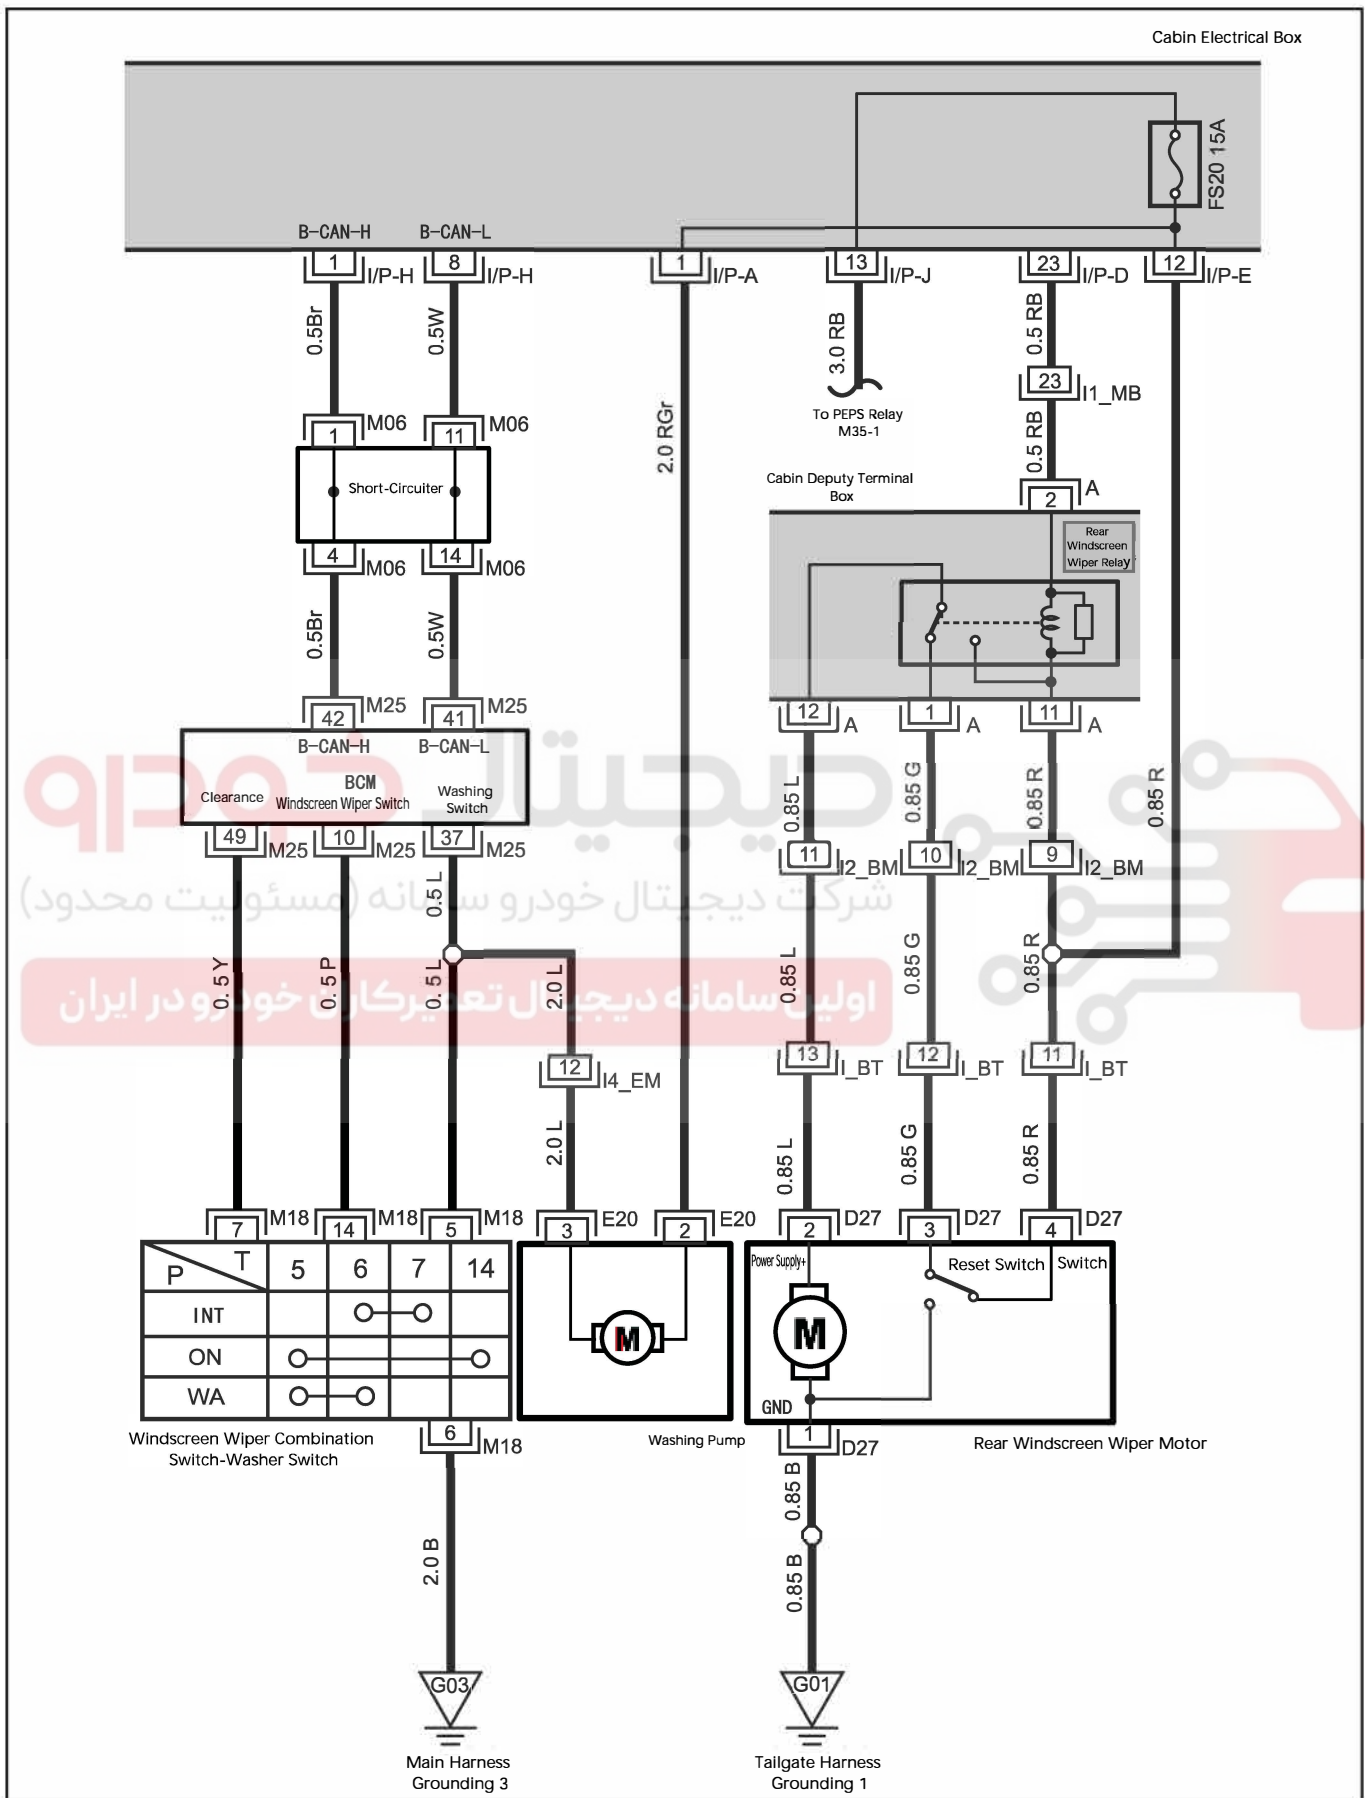 Cabin Electrical Box
FS20 15A
B-CAN-H
B-CAN-L
1
I/P-H
8
I/P-H
1
I/P-A
13
I/P-J
23
I/P-D
12
I/P-E
0.5Br
0.5W
3.0 RB
0.5 RB
23
I1_MB
To PEPS Relay
M35-1
2.0 RGr
0.5 RB
1
M06
11
M06
Short-Circuiter
4
M06
14
M06
Cabin Deputy Terminal
Box
2
A
Rear
Windscreen
Wiper Relay
0.5Br
0.5W
42
M25
41
M25
12
A
1
A
11
A
B-CAN-H
B-CAN-L
BCM
Clearance
Windscreen Wiper Switch
Washing
Switch
دیجیتال خودرو
0.85 L
0.85 G
0.85 R
0.85 R
49
M25
10
M25
37
M25
11
I2_BM
10
I2_BM
9
I2_BM
شرکت دیجیتال خودرو سامانه (مسئولیت محدود)
0.5 L
اولین سامانه دیجیتال تعمیرکاران خودرو در ایران
0.5 Y
0.5 P
0.5 L
2.0 L
0.85 L
0.85 G
0.85 R
12
I4_EM
13
I_BT
12
I_BT
11
I_BT
2.0 L
0.85 L
0.85 G
0.85 R
7
M18
14
M18
5
M18
3
E20
2
E20
2
D27
3
D27
4
D27
P
T
5
6
7
14
INT
ON
WA
M
Power Supply+
Reset Switch
Switch
M
GND
6
M18
1
D27
Windscreen Wiper Combination
Switch-Washer Switch
Washing Pump
Rear Windscreen Wiper Motor
2.0 B
0.85 B
0.85 B
G03
G01
Main Harness
Grounding 3
Tailgate Harness
Grounding 1